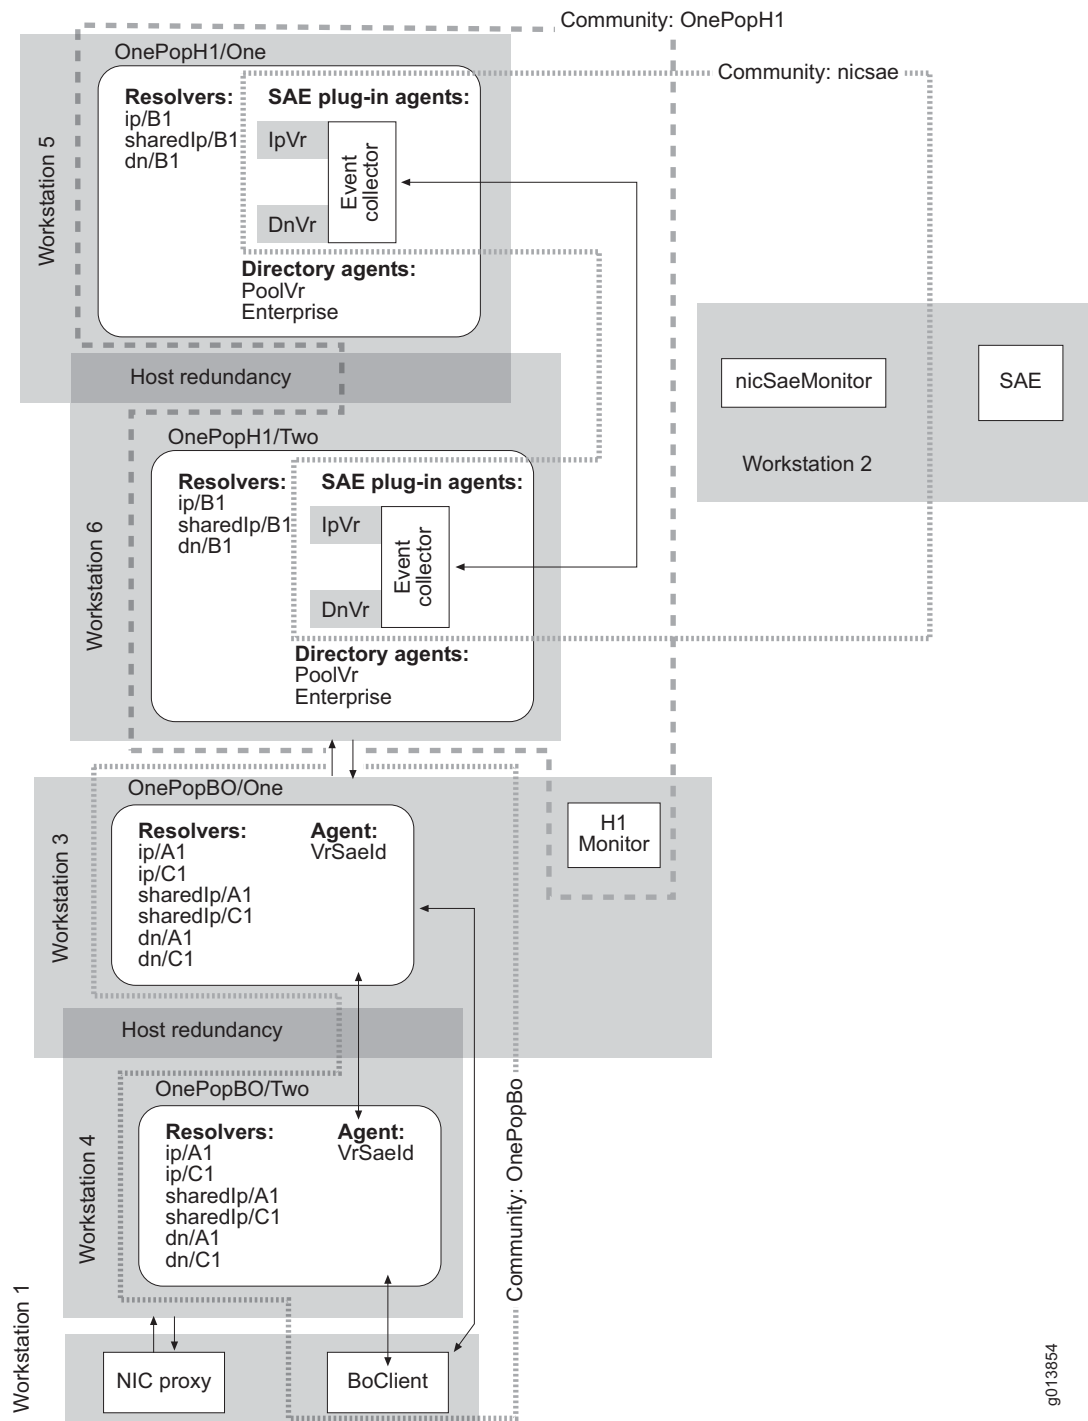 Community: OnePopH1
OnePopH1/One
Community: nicsae
Workstation 5
Resolvers:
ip/B1
sharedIp/B1
dn/B1
SAE plug-in agents:
IpVr
Event
collector
DnVr
Directory agents:
PoolVr
Enterprise
Host redundancy
nicSaeMonitor
SAE
Workstation 2
OnePopH1/Two
Workstation 6
Resolvers:
ip/B1
sharedIp/B1
dn/B1
SAE plug-in agents:
IpVr
Event
collector
DnVr
Directory agents:
PoolVr
Enterprise
OnePopBO/One
Workstation 3
Resolvers:
ip/A1
ip/C1
sharedIp/A1
sharedIp/C1
dn/A1
dn/C1
Agent:
VrSaeId
H1
Monitor
Host redundancy
OnePopBO/Two
Workstation 4
Resolvers:
ip/A1
ip/C1
sharedIp/A1
sharedIp/C1
dn/A1
dn/C1
Agent:
VrSaeId
Community: OnePopBo
Workstation 1
NIC proxy
BoClient
g013854